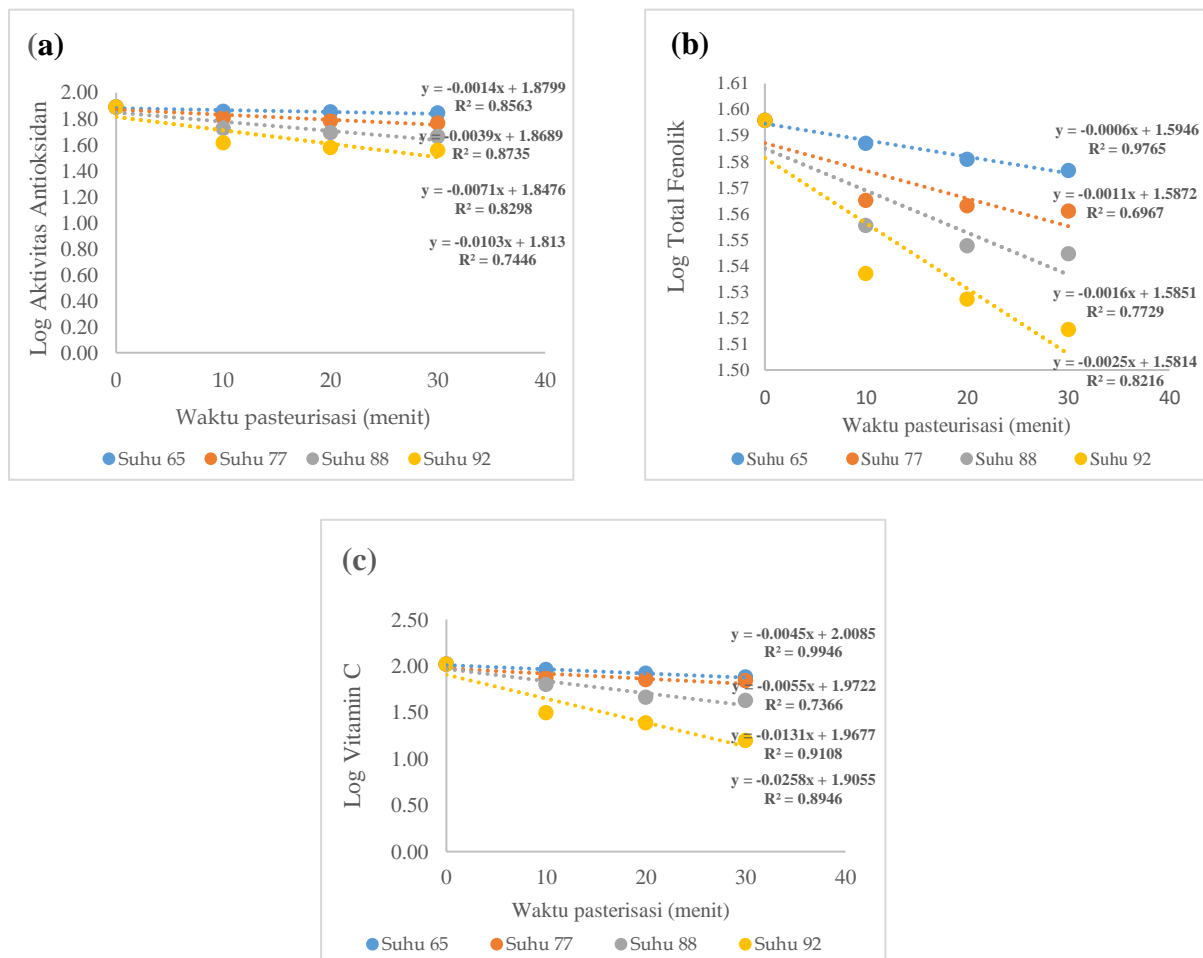 (a)
Log Aktivitas Antioksidan
2.00
1.80
1.60
1.40
1.20
1.00
0.80
0.60
0.40
0.20
0.00
y = -0.0014x + 1.8799
R² = 0.8563
y = -0.0039x + 1.8689
R² = 0.8735
y = -0.0071x + 1.8476
R² = 0.8298
y = -0.0103x + 1.813
R² = 0.7446
0 10 20 30 40
Waktu pasteurisasi (menit)
Suhu 65 Suhu 77 Suhu 88 Suhu 92
(b)
Log Total Fenolik
1.61
1.60
1.59
1.58
1.57
1.56
1.55
1.54
1.53
1.52
1.51
1.50
y = -0.0006x + 1.5946
R² = 0.9765
y = -0.0011x + 1.5872
R² = 0.6967
y = -0.0016x + 1.5851
R² = 0.7729
y = -0.0025x + 1.5814
R² = 0.8216
0 10 20 30 40
Waktu pasteurisasi (menit)
Suhu 65 Suhu 77 Suhu 88 Suhu 92
(c)
Log Vitamin C
2.50
2.00
1.50
1.00
0.50
0.00
y = -0.0045x + 2.0085
R² = 0.9946
y = -0.0055x + 1.9722
R² = 0.7366
y = -0.0131x + 1.9677
R² = 0.9108
y = -0.0258x + 1.9055
R² = 0.8946
0 10 20 30 40
Waktu pasterisasi (menit)
Suhu 65 Suhu 77 Suhu 88 Suhu 92